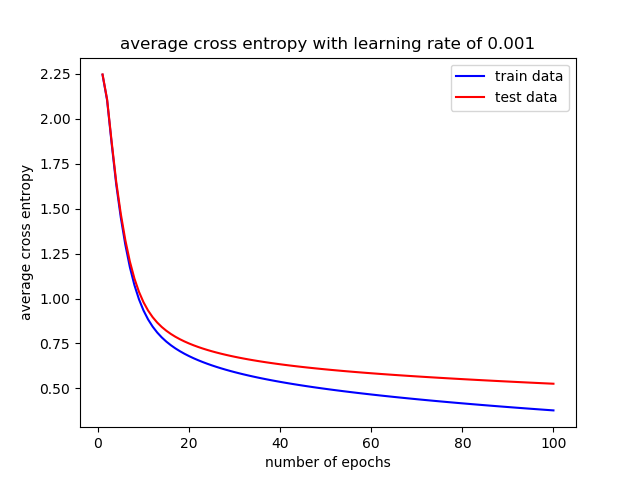 average cross entropy with learning rate of 0.001
train data
test data
average cross entropy
2.25
2.00
1.75
1.50
1.25
1.00
0.75
0.50
0
20
40
60
80
100
number of epochs